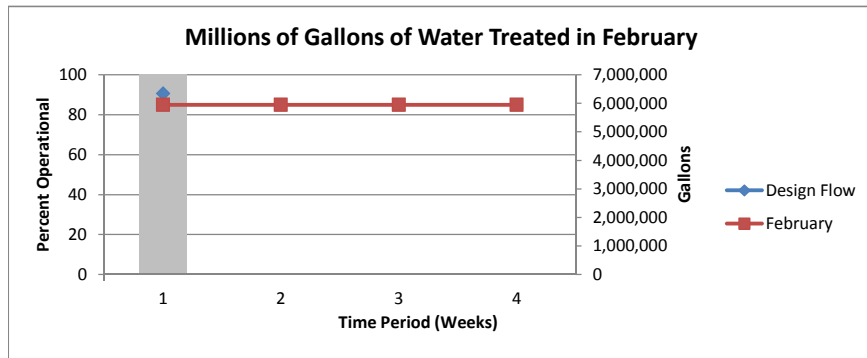 Millions of Gallons of Water Treated in February
Percent Operational
100
80
60
40
20
0
7,000,000
6,000,000
5,000,000
4,000,000
3,000,000
2,000,000
1,000,000
0
Gallons
1 2 3 4
Time Period (Weeks)
Design Flow
February